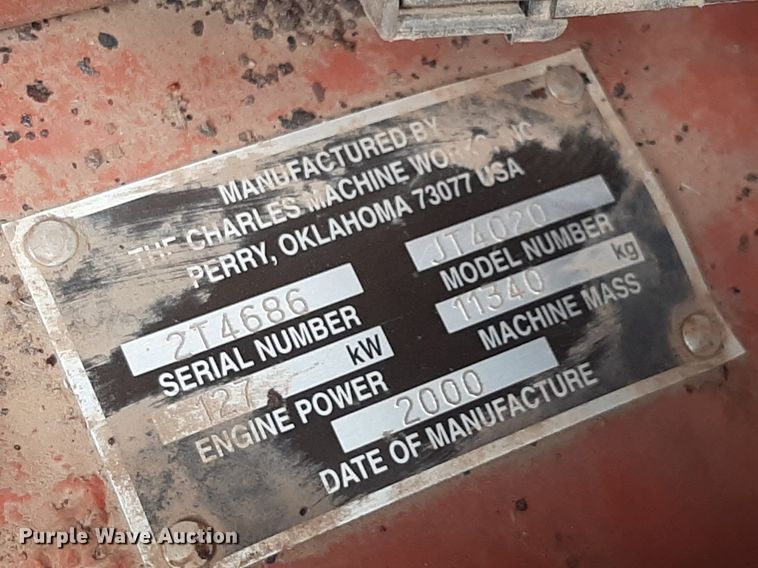 MANUFACTURED BY
THE CHARLES MACHINE WORKS, INC
PERRY, OKLAHOMA 73077 USA
2T4686
SERIAL NUMBER
JT4020
MODEL NUMBER
127 kW
ENGINE POWER
11340 kg
MACHINE MASS
2000
DATE OF MANUFACTURE
Purple Wave Auction